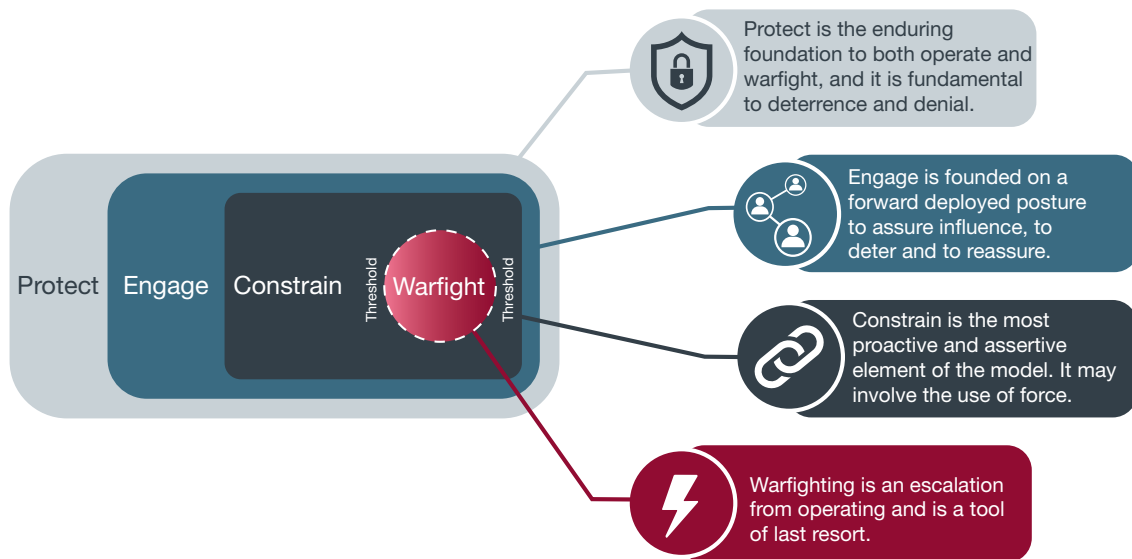 Protect is the enduring
foundation to both operate and
warfight, and it is fundamental
to deterrence and denial.
Engage is founded on a
forward deployed posture
to assure influence, to
deter and to reassure.
Protect
Engage
Constrain
Threshold
Warfight
Threshold
Constrain is the most
proactive and assertive
element of the model. It may
involve the use of force.
Warfighting is an escalation
from operating and is a tool
of last resort.